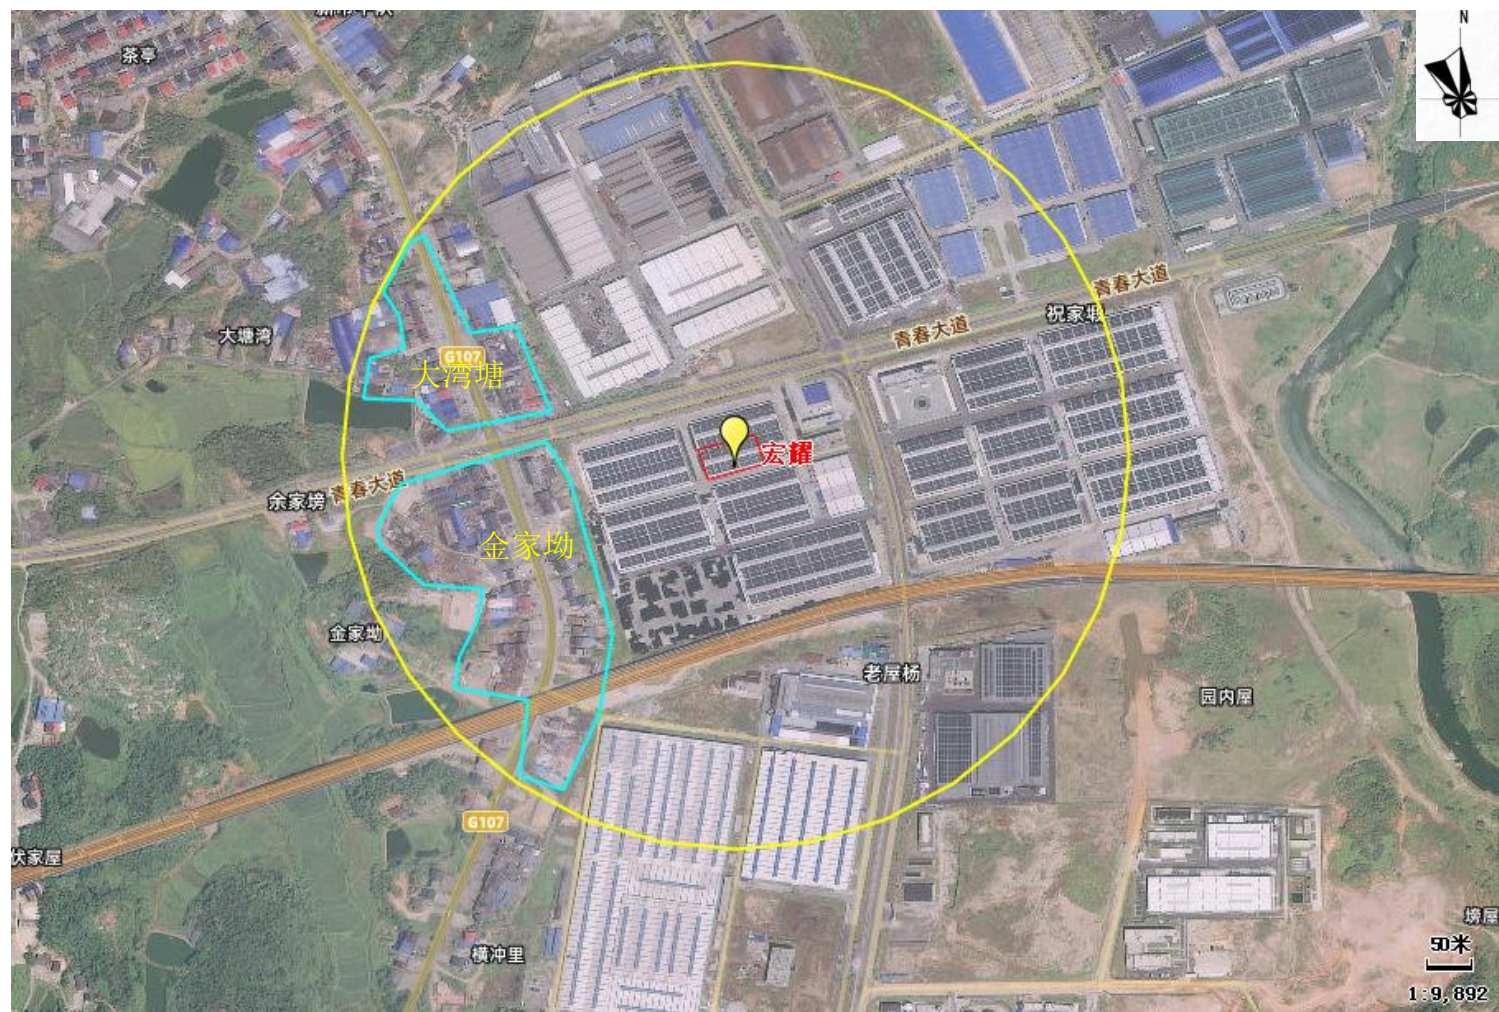 N
茶亭
青春大道
祝家垠
青春大道
大塘湾
G107
大湾塘
宏耀
余家塝
青春大道
金家坳
金家坳
老屋杨
园内屋
G107
伏家屋
塝屋
横冲里
50米
1:9,892